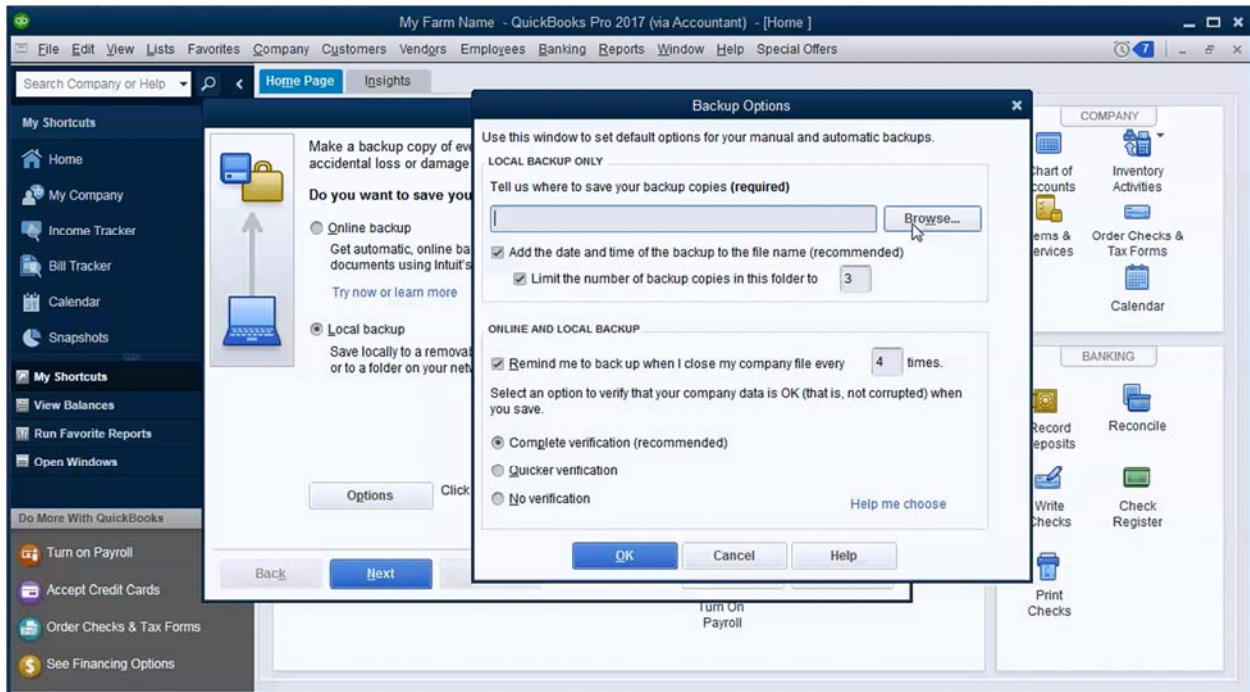 qb
My Farm Name - QuickBooks Pro 2017 (via Accountant) - [Home ]
File Edit View Lists Favorites Company Customers Vendors Employees Banking Reports Window Help Special Offers
7
Search Company or Help
Home Page
Insights
My Shortcuts
Home
My Company
Income Tracker
Bill Tracker
Calendar
Snapshots
My Shortcuts
View Balances
Run Favorite Reports
Open Windows
Do More With QuickBooks
Turn on Payroll
Accept Credit Cards
Order Checks & Tax Forms
See Financing Options
Make a backup copy of
accidental loss or damage
Do you want to save you
Online backup
Get automatic, online ba
documents using Intuit's
Try now or learn more
Local backup
Save locally to a removal
or to a folder on your net
Options
Click
Back
Next
Backup Options
Use this window to set default options for your manual and automatic backups.
LOCAL BACKUP ONLY
Tell us where to save your backup copies (required)
Browse...
Add the date and time of the backup to the file name (recommended)
Limit the number of backup copies in this folder to 3
ONLINE AND LOCAL BACKUP
Remind me to back up when I close my company file every 4 times.
Select an option to verify that your company data is OK (that is, not corrupted) when
you save.
Complete verification (recommended)
Quicker verification
No verification
Help me choose
OK
Cancel
Help
Turn On
Payroll
COMPANY
Chart of
ccounts
Inventory
Activities
ems &
ervices
Order Checks &
Tax Forms
Calendar
BANKING
Record
eposits
Reconcile
Write
Checks
Check
Register
Print
Checks